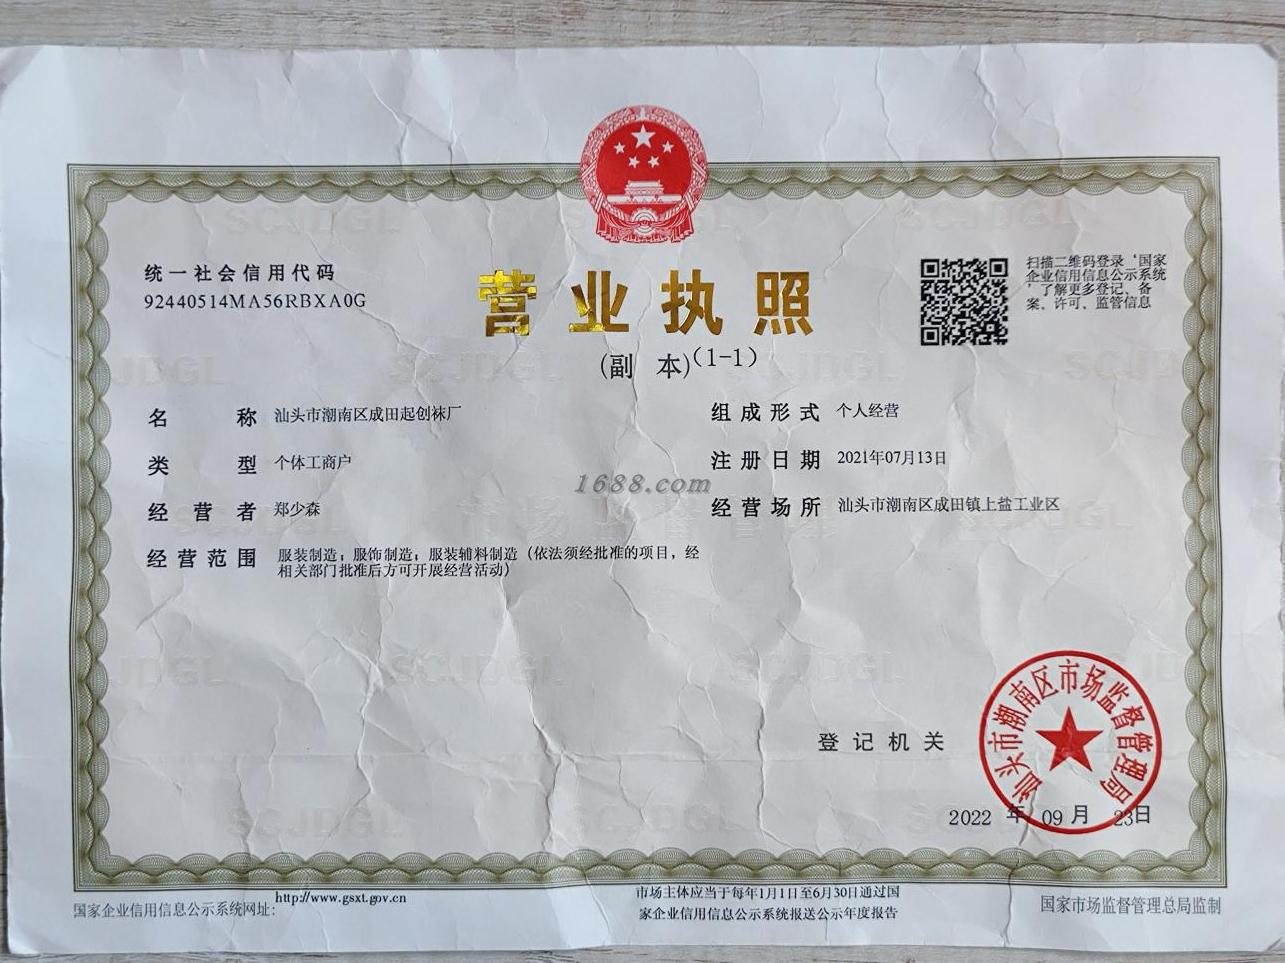 统一社会信用代码
92440514MA56RBXA0G
营业执照
(副 本)(1-1)
扫描二维码登录‘国家
企业信用信息公示系统
’了解更多登记、备
案、许可、监管信息
名 称 汕头市潮南区成田起创袜厂
类 型 个体工商户
经 营 者 郑少森
经 营 范 围 服装制造；服饰制造；服装辅料制造（依法须经批准的项目，经
相关部门批准后方可开展经营活动）
组 成 形 式 个人经营
注 册 日 期 2021年07月13日
经 营 场 所 汕头市潮南区成田镇上盐工业区
1688.com
登 记 机 关
汕头市潮南区市场监督管理局
2022 年 09 月 23日
国家企业信用信息公示系统网址：
http://www.gsxt.gov.cn
市场主体应当于每年1月1日至6月30日通过国
家企业信用信息公示系统报送公示年度报告
国家市场监督管理总局监制
SCJDGL